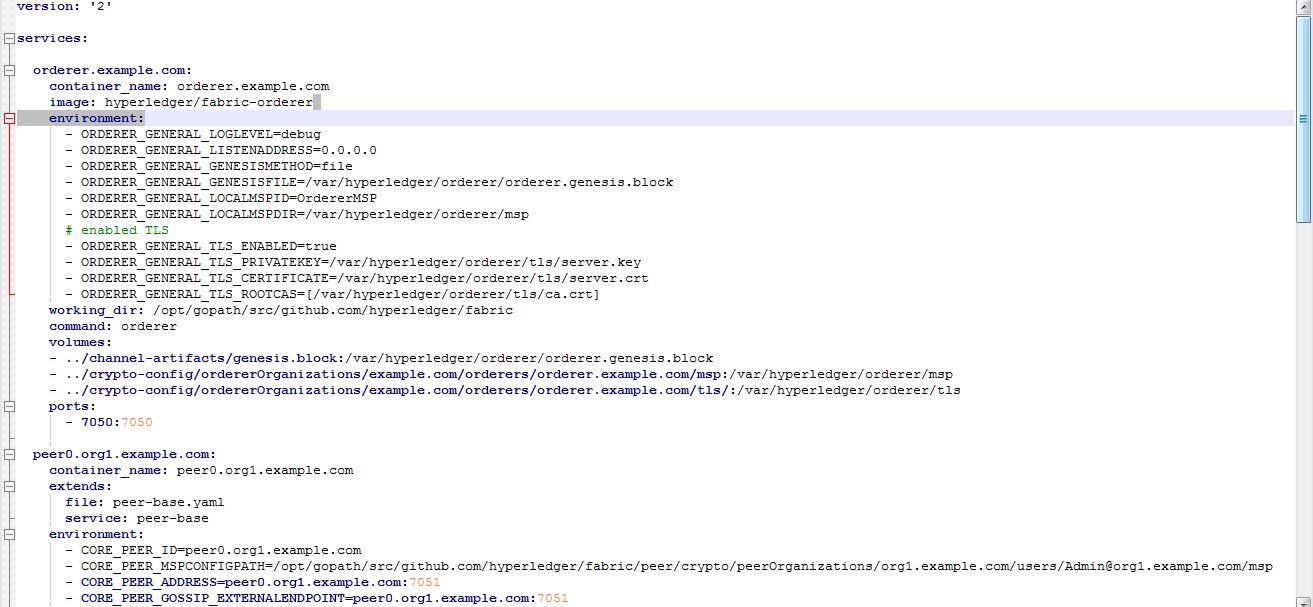 version: '2'
services:
orderer.example.com:
container_name: orderer.example.com
image: hyperledger/fabric-orderer
environment:
- ORDERER_GENERAL_LOGLEVEL=debug
- ORDERER_GENERAL_LISTENADDRESS=0.0.0.0
- ORDERER_GENERAL_GENESISMETHOD=file
- ORDERER_GENERAL_GENESISFILE=/var/hyperledger/orderer/orderer.genesis.block
- ORDERER_GENERAL_LOCALMSPID=OrdererMSP
- ORDERER_GENERAL_LOCALMSPDIR=/var/hyperledger/orderer/msp
# enabled TLS
- ORDERER_GENERAL_TLS_ENABLED=true
- ORDERER_GENERAL_TLS_PRIVATEKEY=/var/hyperledger/orderer/tls/server.key
- ORDERER_GENERAL_TLS_CERTIFICATE=/var/hyperledger/orderer/tls/server.crt
- ORDERER_GENERAL_TLS_ROOTCAS=[/var/hyperledger/orderer/tls/ca.crt]
working_dir: /opt/gopath/src/github.com/hyperledger/fabric
command: orderer
volumes:
- ../channel-artifacts/genesis.block:/var/hyperledger/orderer/orderer.genesis.block
- ../crypto-config/ordererOrganizations/example.com/orderers/orderer.example.com/msp:/var/hyperledger/orderer/msp
- ../crypto-config/ordererOrganizations/example.com/orderers/orderer.example.com/tls/:/var/hyperledger/orderer/tls
ports:
- 7050:7050
peer0.org1.example.com:
container_name: peer0.org1.example.com
extends:
file: peer-base.yaml
service: peer-base
environment:
- CORE_PEER_ID=peer0.org1.example.com
- CORE_PEER_MSPCONFIGPATH=/opt/gopath/src/github.com/hyperledger/fabric/peer/crypto/peerOrganizations/org1.example.com/users/Admin@org1.example.com/msp
- CORE_PEER_ADDRESS=peer0.org1.example.com:7051
- CORE_PEER_GOSSIP_EXTERNALENDPOINT=peer0.org1.example.com:7051